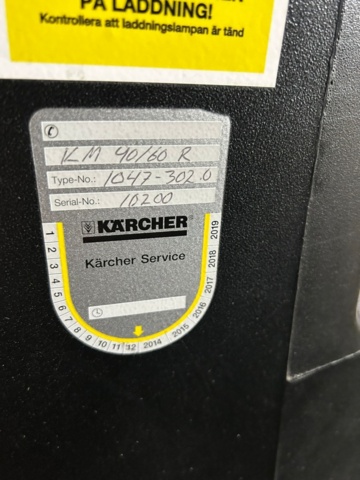 PÅ LADDNING!
Kontrollera att laddningslampan är tänd
KM 90/60 R
Type-No.: 1047-302.0
Serial-No.: 10200
KÄRCHER
Kärcher Service
1 2 3 4 5 6 7 8 9 10 11 12 2014 2015 2016 2017 2018 2019